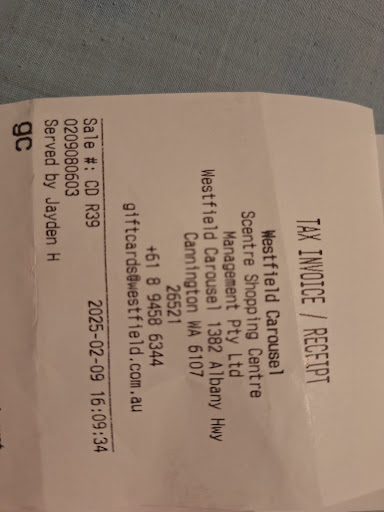 TAX INVOICE / RECEIPT
Westfield Carousel
Scentre Shopping Centre
Management Pty Ltd
Westfield Carousel 1382 Albany Hwy
Cannington WA 6107
26521
+61 8 9458 6344
giftcards@westfield.com.au
Sale #: CD R39 2025-02-09 16:09:34
0209080603
Served by Jayden H
gc